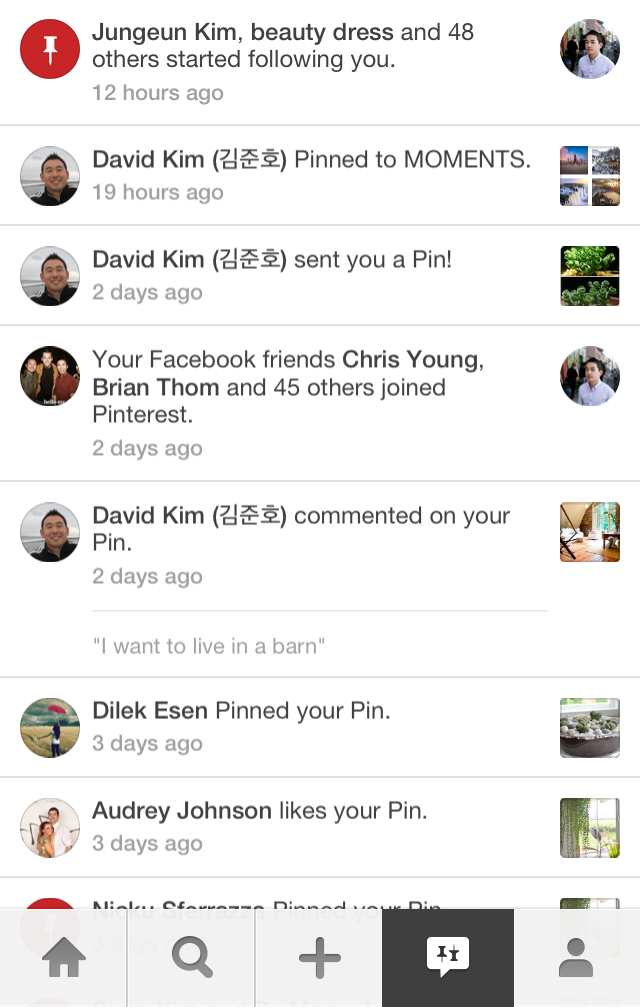 Jungeun Kim, beauty dress and 48
others started following you.
12 hours ago
David Kim (김준호) Pinned to MOMENTS.
19 hours ago
David Kim (김준호) sent you a Pin!
2 days ago
Your Facebook friends Chris Young,
Brian Thom and 45 others joined
Pinterest.
2 days ago
David Kim (김준호) commented on your
Pin.
2 days ago
"I want to live in a barn"
Dilek Esen Pinned your Pin.
3 days ago
Audrey Johnson likes your Pin.
3 days ago
Nicky Sferrazza Pinned your Pin.